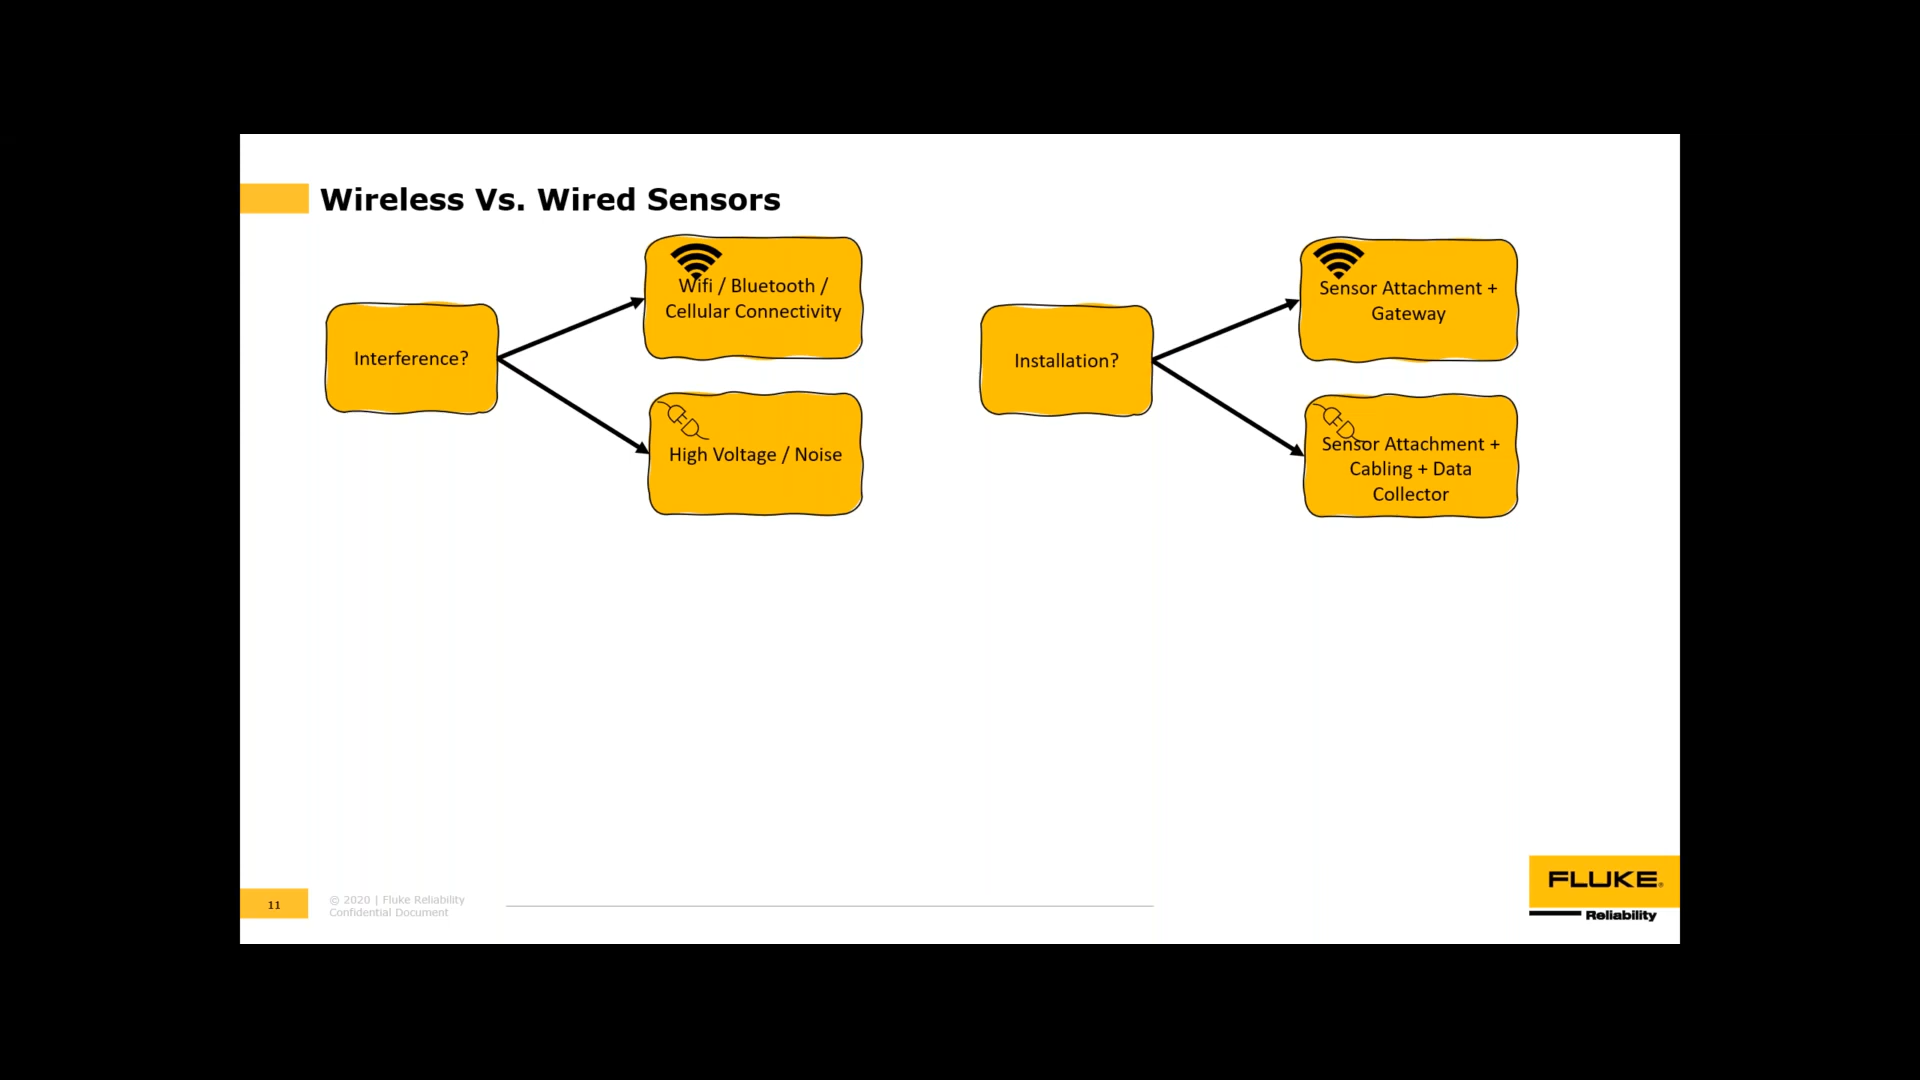 Wireless Vs. Wired Sensors
Interference?
Wifi / Bluetooth /
Cellular Connectivity
High Voltage / Noise
Installation?
Sensor Attachment +
Gateway
Sensor Attachment +
Cabling + Data
Collector
11
© 2020 | Fluke Reliability
Confidential Document
FLUKE®
Reliability